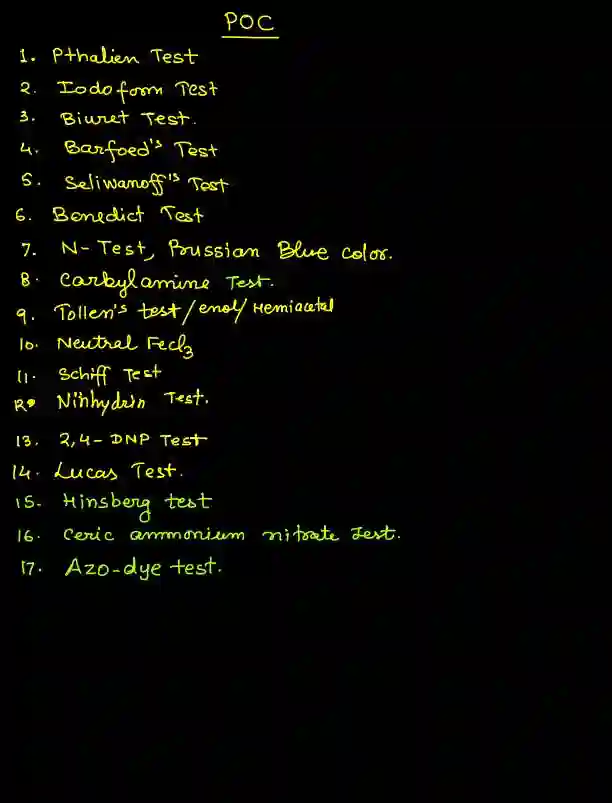 POC
1. Pthalien Test
2. Iodoform Test
3. Biuret Test.
4. Barfoed's Test
5. Seliwanoff's Test
6. Benedict Test
7. N-Test, Prussian Blue color.
8. Carbylamine Test.
9. Tollen's test/enol/Hemiacetal
10. Neutral Fecl3
11. Schiff Test
12. Ninhydrin Test.
13. 2,4-DNP Test
14. Lucas Test.
15- Hinsberg test
16. Ceric ammonium nitrate Test.
17. Azo-dye test.